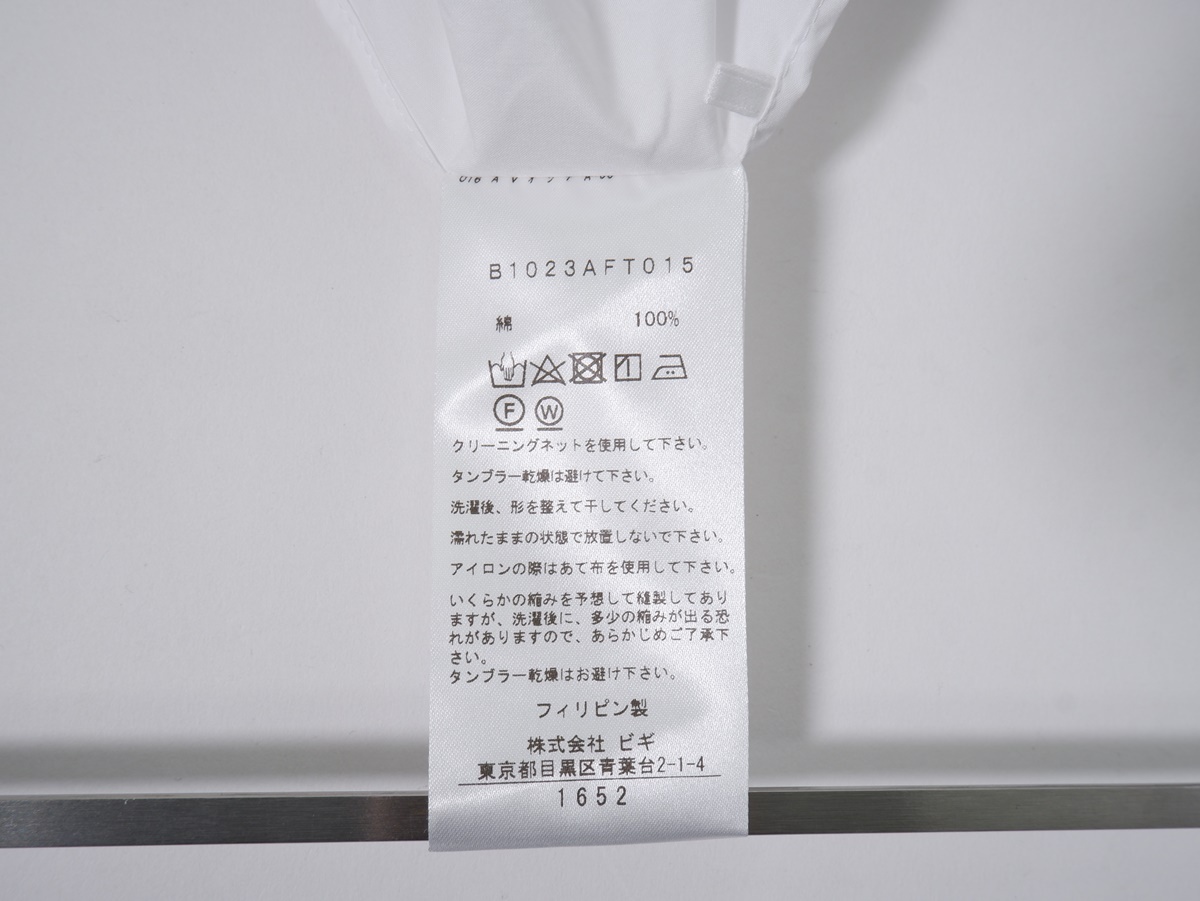 B1023AFT015
綿 100%
F W
クリーニングネットを使用して下さい。
タンブラー乾燥は避けて下さい。
洗濯後、形を整えて干してください。
濡れたままの状態で放置しないで下さい。
アイロンの際はあて布を使用して下さい。
いくらかの縮みを予想して縫製してあり
ますが、洗濯後に、多少の縮みが出る恐
れがありますので、あらかじめご了承下
さい。
タンブラー乾燥はお避け下さい。
フィリピン製
株式会社 ビギ
東京都目黒区青葉台2-1-4
1652